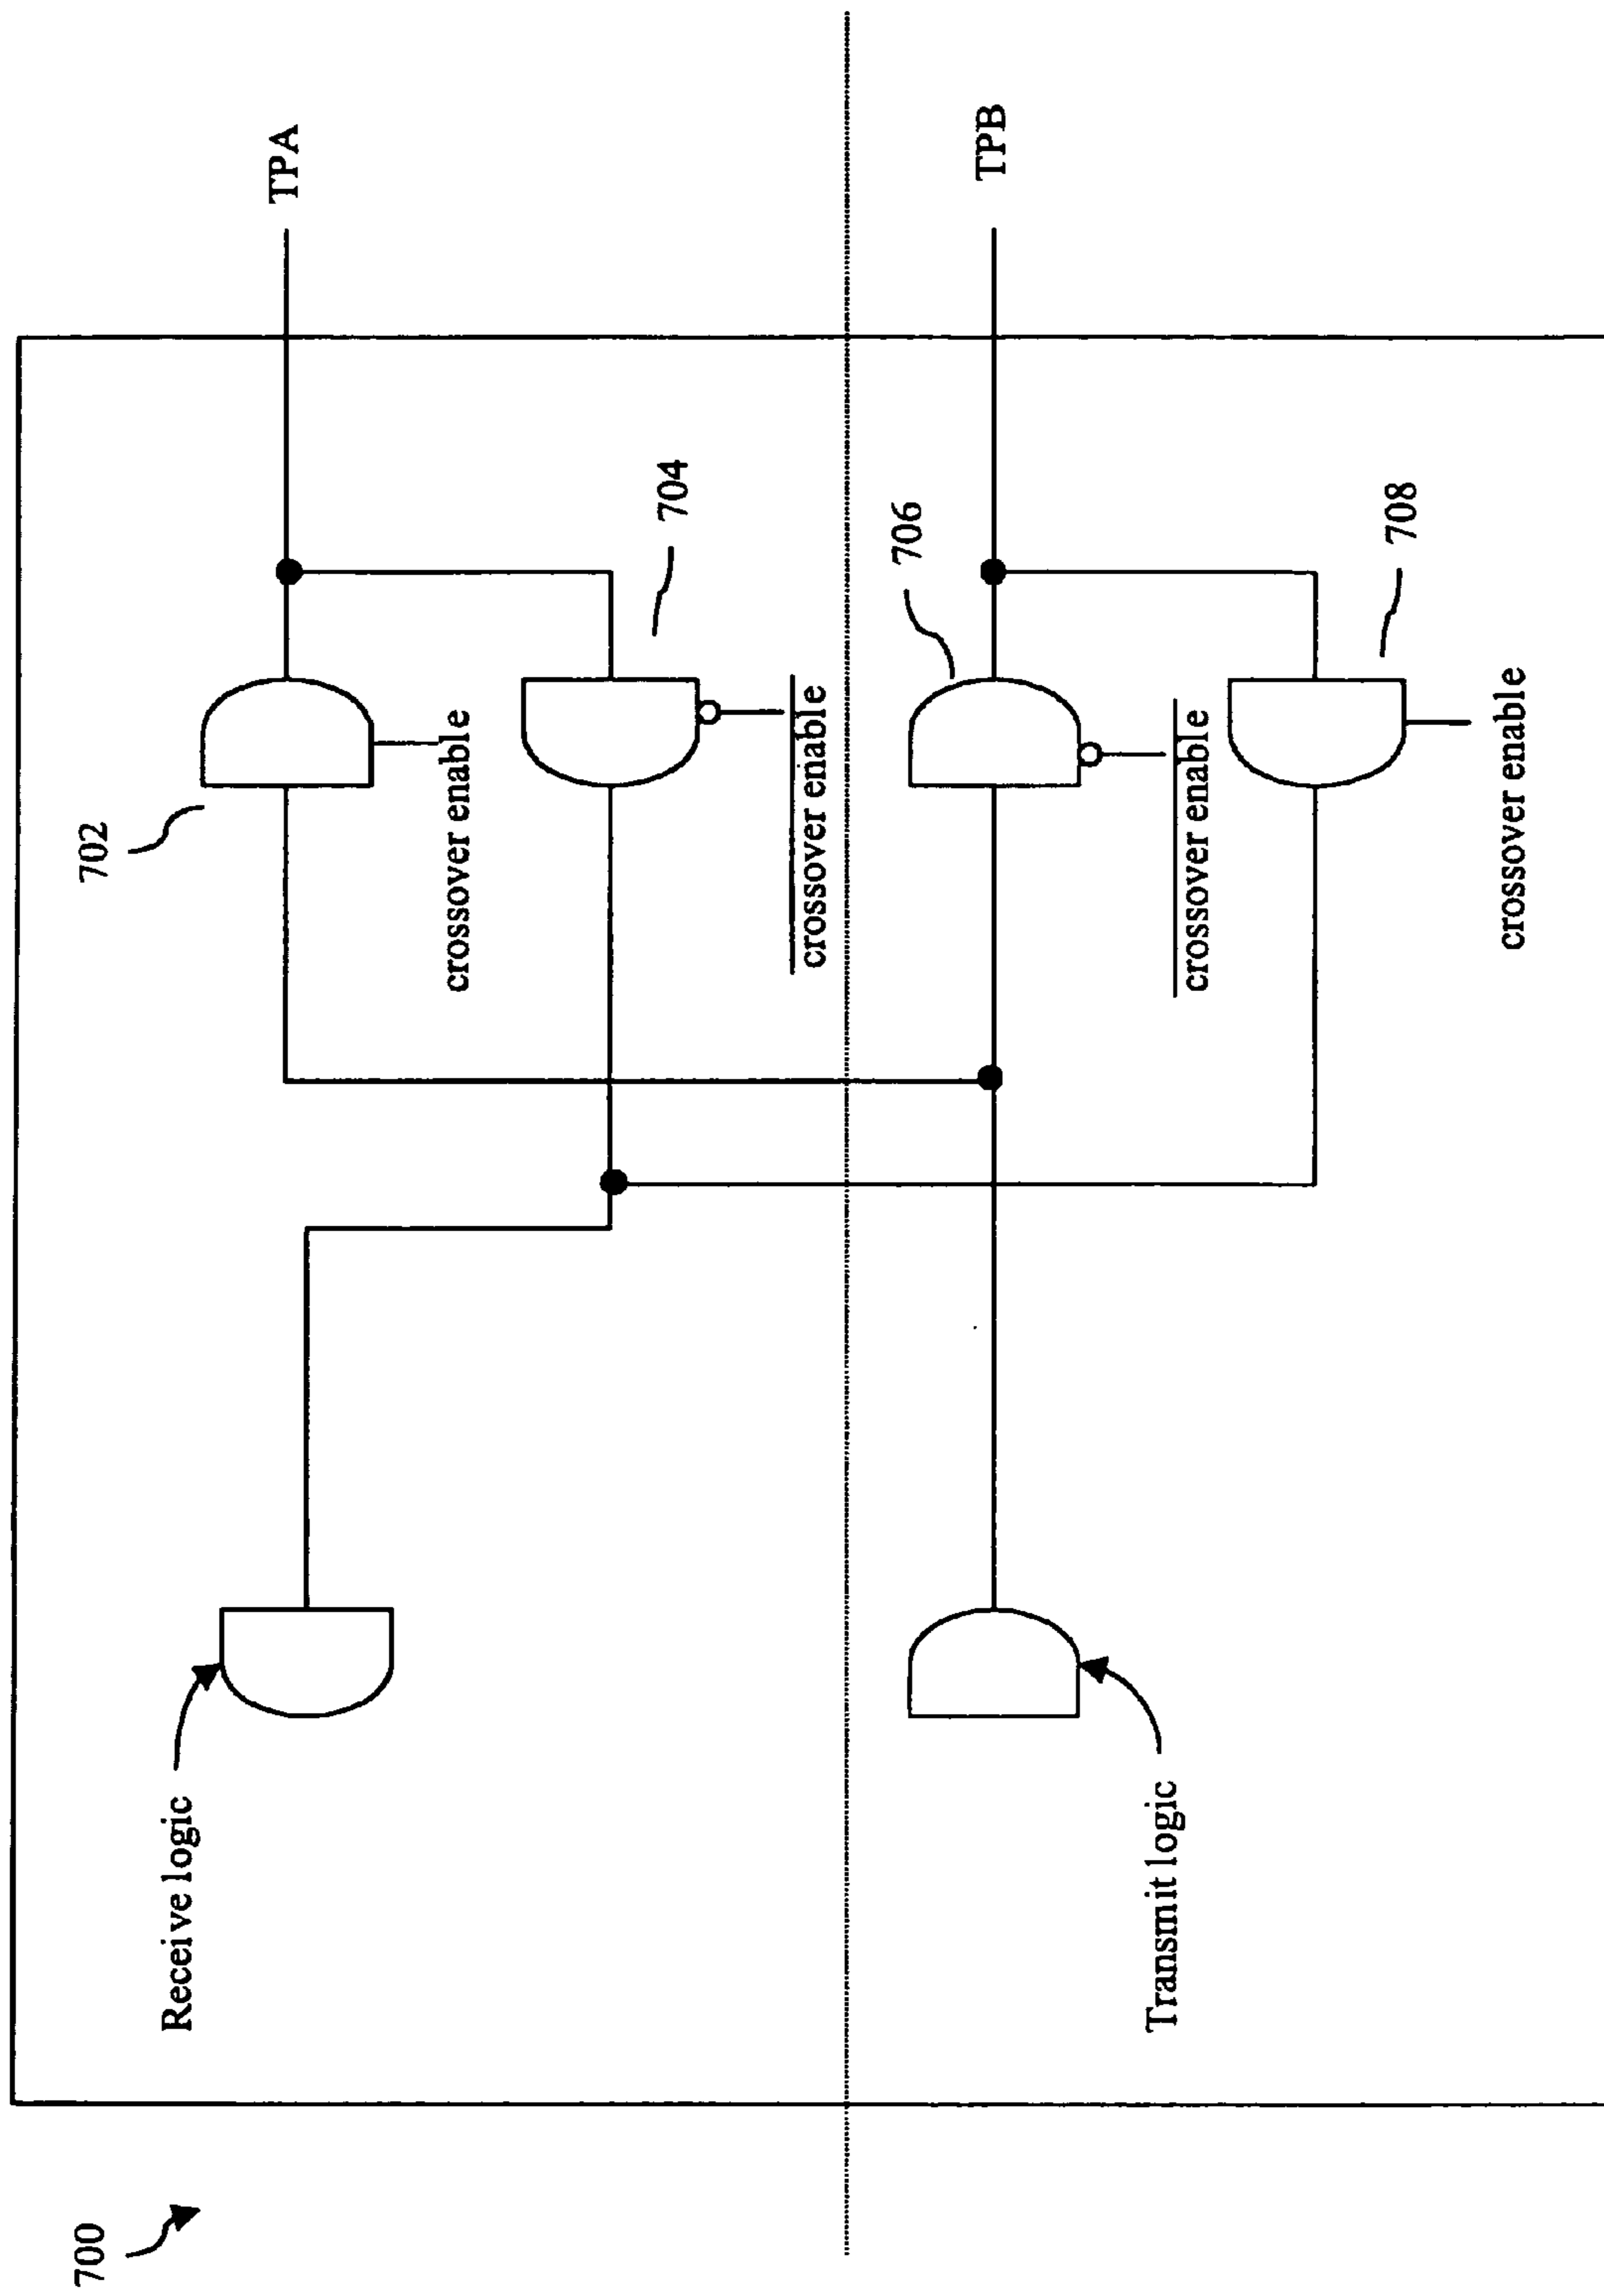 700
Receive logic
Transmit logic
702
crossover enable
704
crossover enable
706
crossover enable
708
crossover enable
TPA
TPB